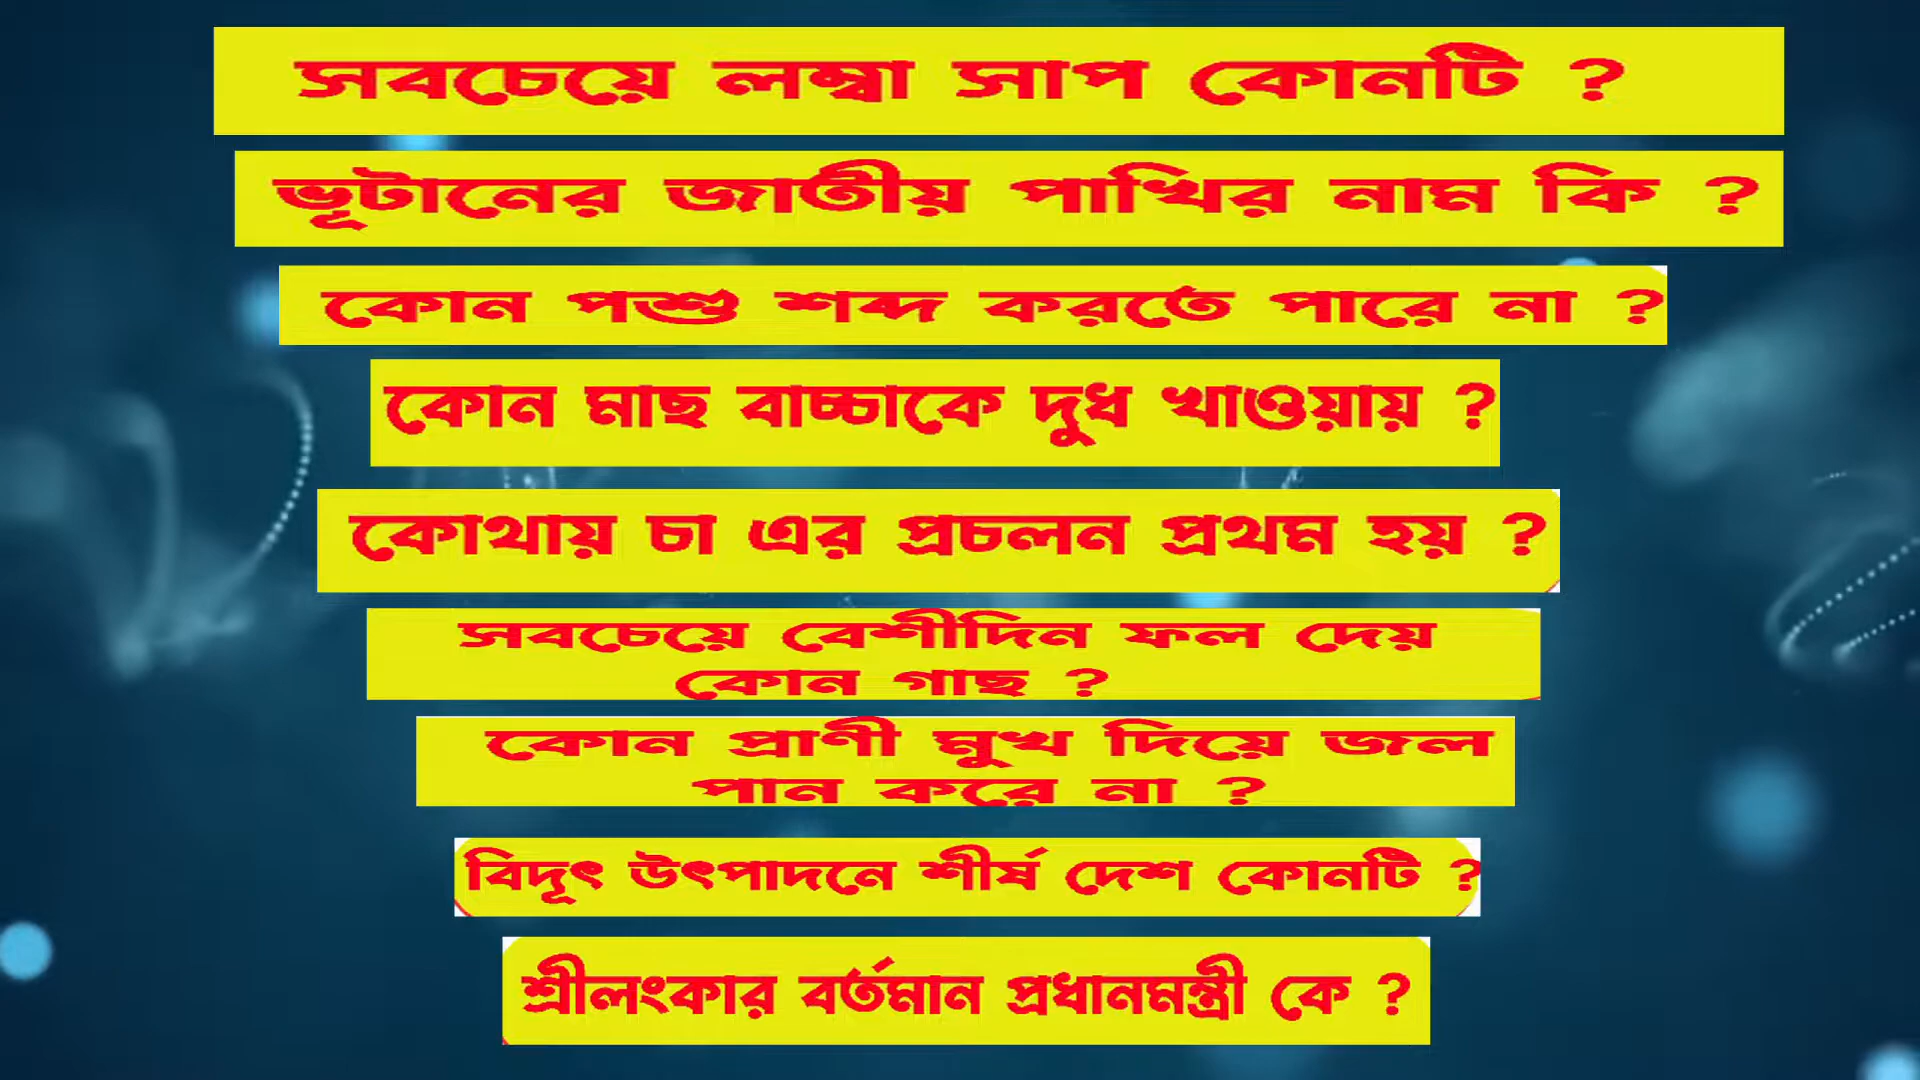 সবচেয়ে লম্বা সাপ কোনটি ?
ভূটানের জাতীয় পাখির নাম কি ?
কোন পশু শব্দ করতে পারে না ?
কোন মাছ বাচ্চাকে দুধ খাওয়ায় ?
কোথায় চা এর প্রচলন প্রথম হয় ?
সবচেয়ে বেশীদিন ফল দেয়
কোন গাছ ?
কোন প্রাণী মুখ দিয়ে জল
পান করে না ?
বিদূৎ উৎপাদনে শীর্ষ দেশ কোনটি ?
শ্রীলংকার বর্তমান প্রধানমন্ত্রী কে ?